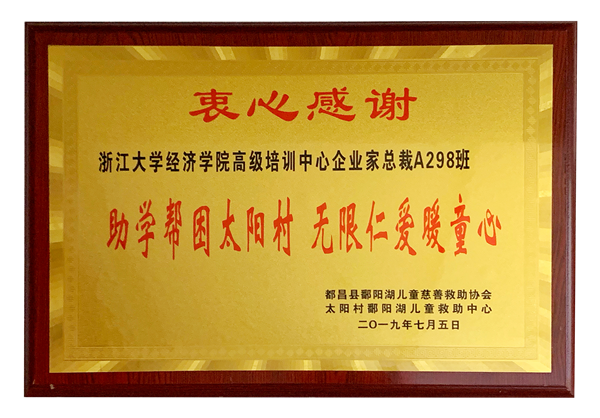 衷心感谢
浙江大学经济学院高级培训中心企业家总裁A298班
助学帮困太阳村 无限仁爱暖童心
都昌县鄱阳湖儿童慈善救助协会
太阳村鄱阳湖儿童救助中心
二〇一九年七月五日